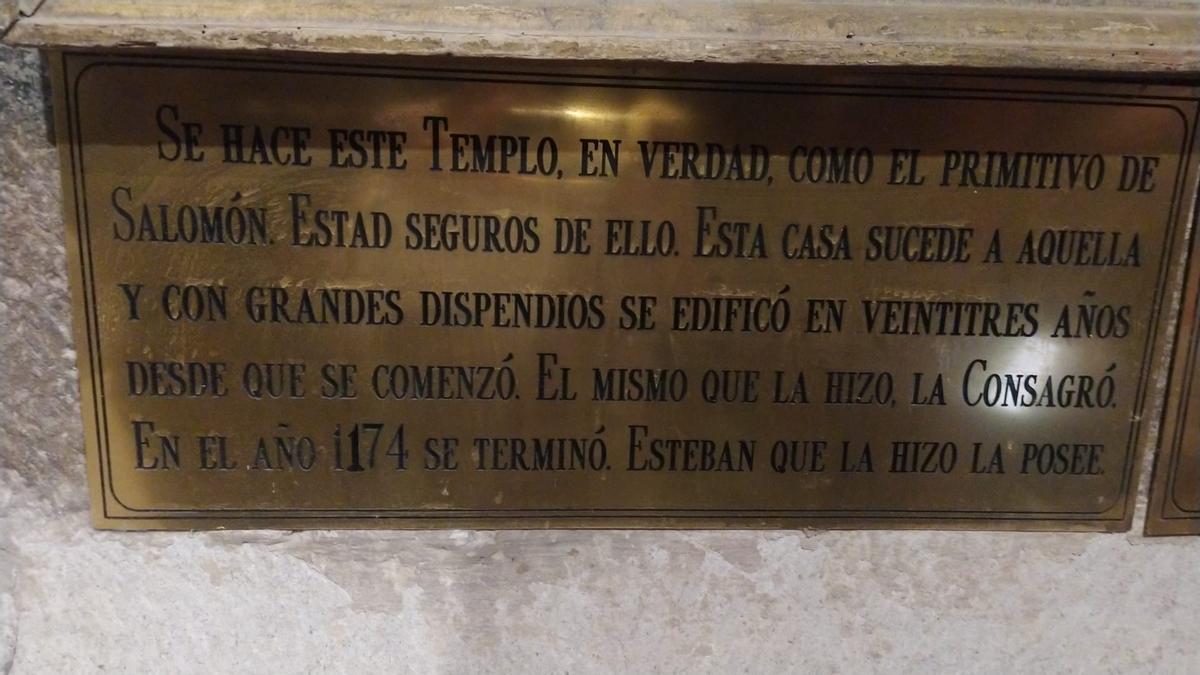 Se hace este Templo, en verdad, como el primitivo de
Salomón. Estad seguros de ello. Esta casa sucede a aquella
y con grandes dispendios se edificó en veintitres años
desde que se comenzó. El mismo que la hizo, la Consagró.
En el año 1174 se terminó. Esteban que la hizo la posee.